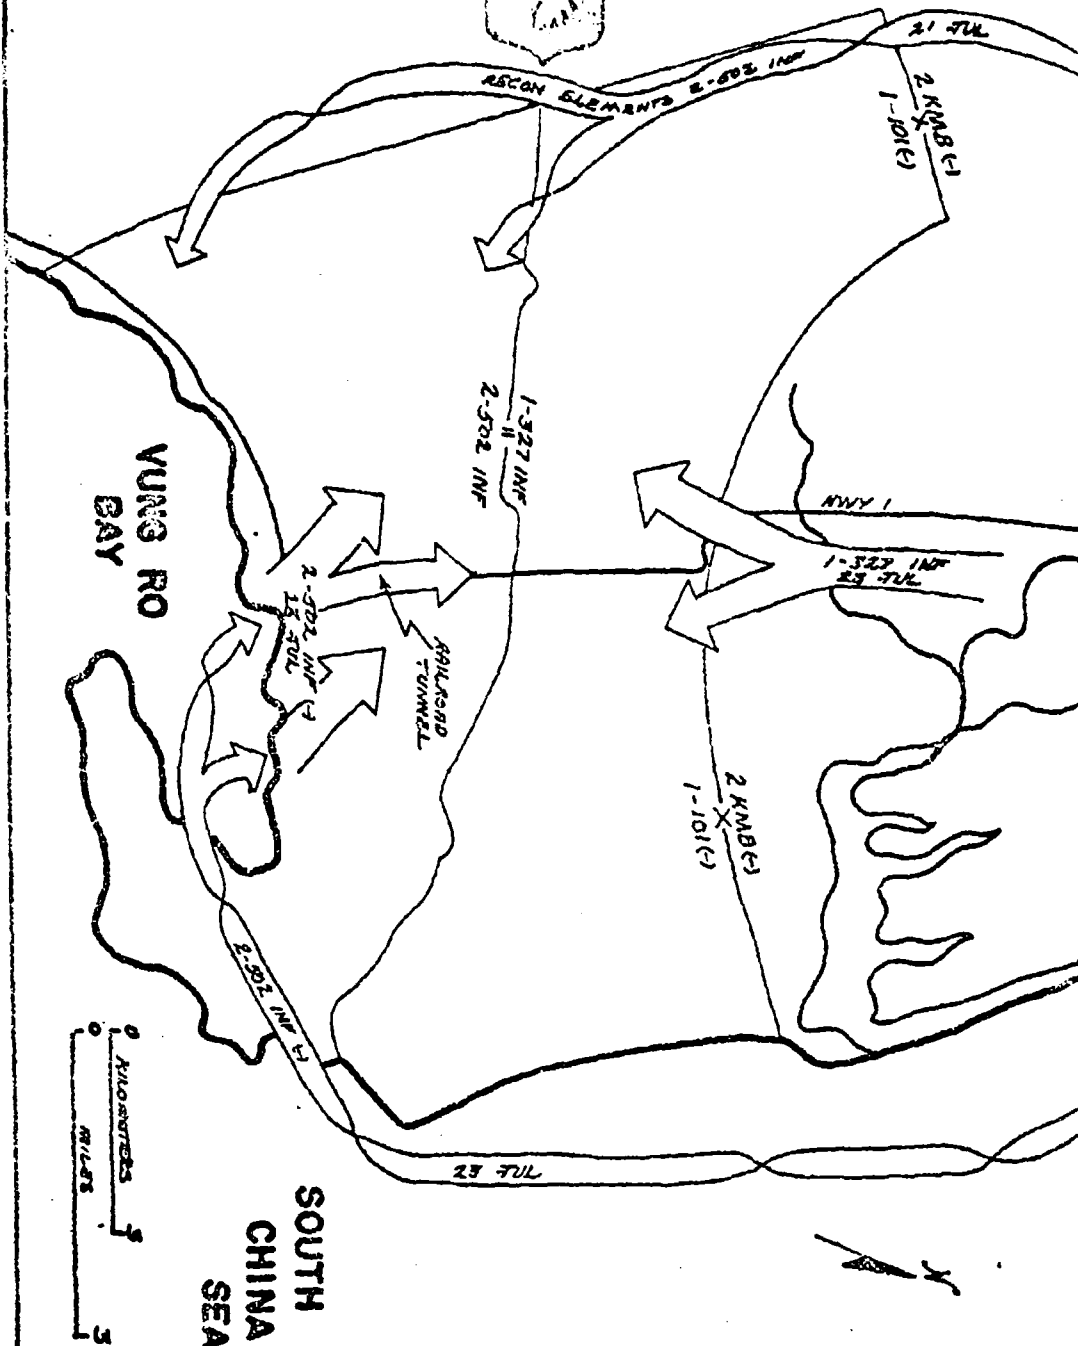 21 JUL
RECON ELEMENTS 2-502 INF
2 KMB (-)
X
1-101 (-)
1-327 INF
II
2-502 INF
HWY 1
1-327 INF
23 JUL
2-502 INF (-)
23 JUL
RAILROAD
TUNNEL
2 KMB (-)
X
1-101 (-)
VUNG RO
BAY
2-502 INF (-)
23 JUL
SOUTH
CHINA
SEA
N
0 KILOMETERS 5
0 MILES 3